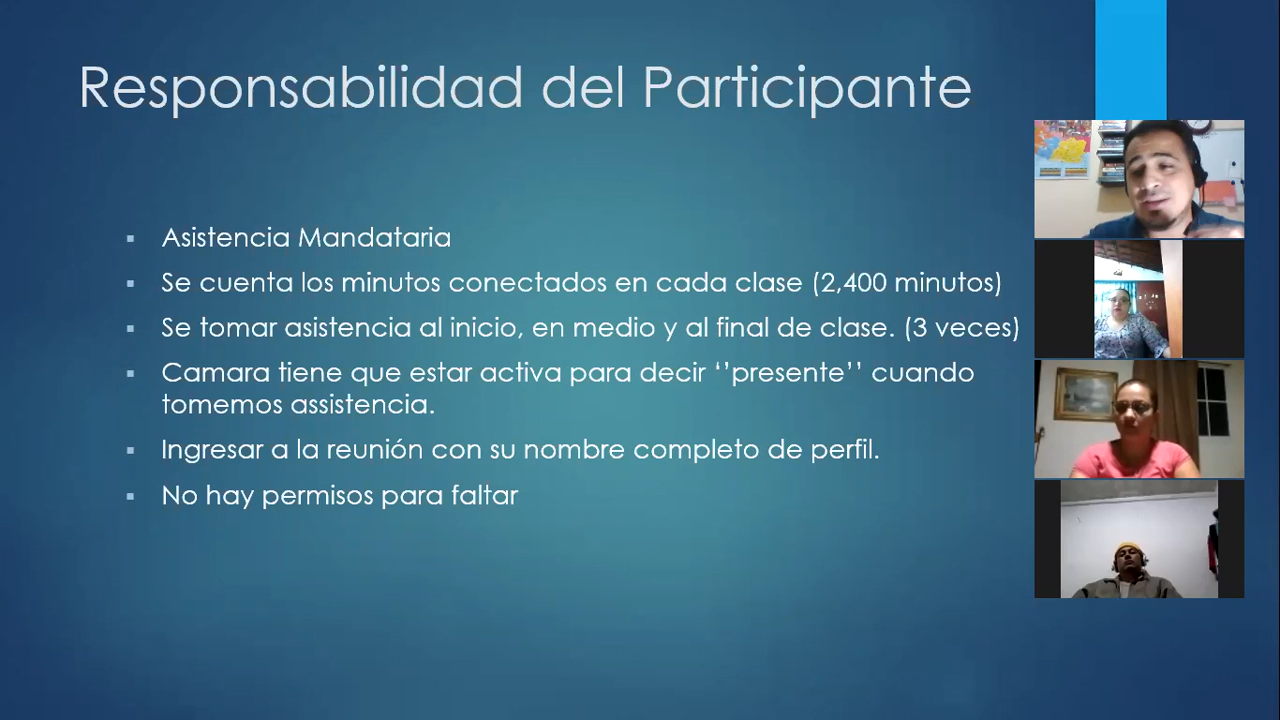 Responsabilidad del Participante
Asistencia Mandataria
Se cuenta los minutos conectados en cada clase (2,400 minutos)
Se tomar asistencia al inicio, en medio y al final de clase. (3 veces)
Camara tiene que estar activa para decir ‘’presente’’ cuando
tomemos assistencia.
Ingresar a la reunión con su nombre completo de perfil.
No hay permisos para faltar